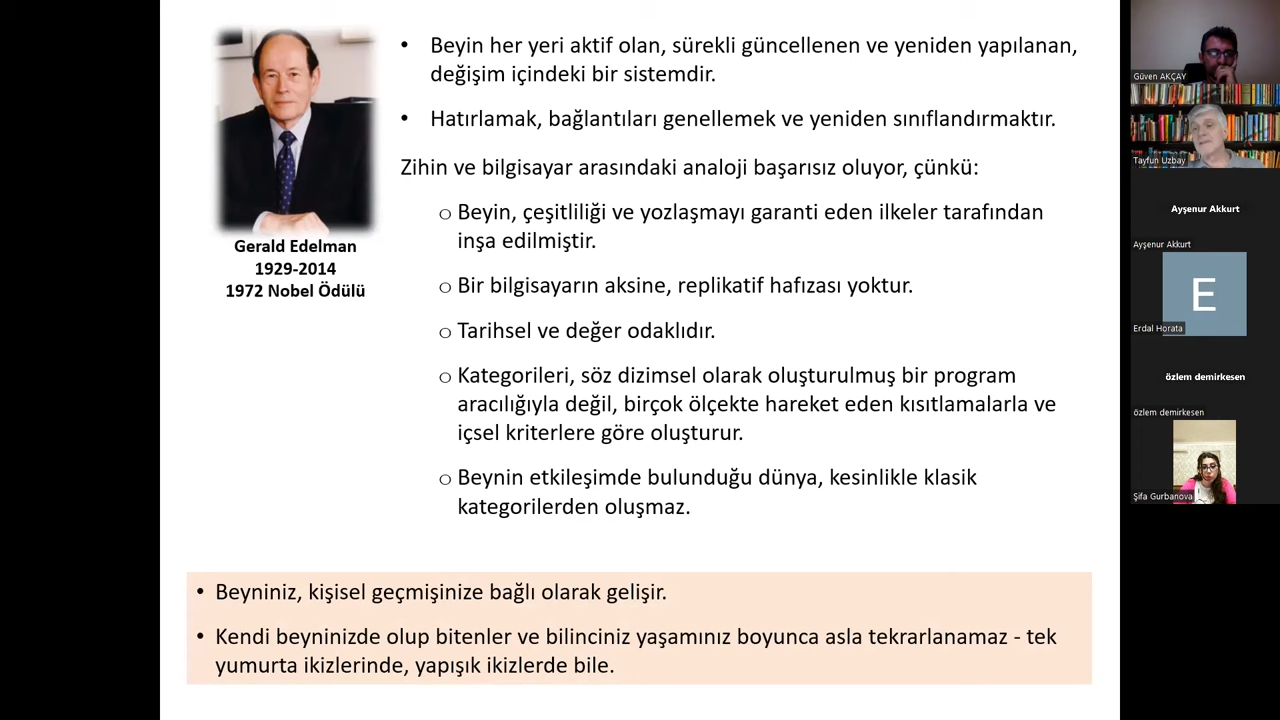 Gerald Edelman
1929-2014
1972 Nobel Ödülü
• Beyin her yeri aktif olan, sürekli güncellenen ve yeniden yapılanan,
değişim içindeki bir sistemdir.
• Hatırlamak, bağlantıları genellemek ve yeniden sınıflandırmaktır.
Zihin ve bilgisayar arasındaki analoji başarısız oluyor, çünkü:
o Beyin, çeşitliliği ve yozlaşmayı garanti eden ilkeler tarafından
inşa edilmiştir.
o Bir bilgisayarın aksine, replikatif hafızası yoktur.
o Tarihsel ve değer odaklıdır.
o Kategorileri, söz dizimsel olarak oluşturulmuş bir program
aracılığıyla değil, birçok ölçekte hareket eden kısıtlamalarla ve
içsel kriterlere göre oluşturur.
o Beynin etkileşimde bulunduğu dünya, kesinlikle klasik
kategorilerden oluşmaz.
• Beyniniz, kişisel geçmişinize bağlı olarak gelişir.
• Kendi beyninizde olup bitenler ve bilinciniz yaşamınız boyunca asla tekrarlanamaz - tek
yumurta ikizlerinde, yapışık ikizlerde bile.
Güven AKÇAY
Tayfun Uzbay
Ayşenur Akkurt
Ayşenur Akkurt
E
Erdal Horata
özlem demirkesen
özlem demirkesen
Şifa Gurbanova